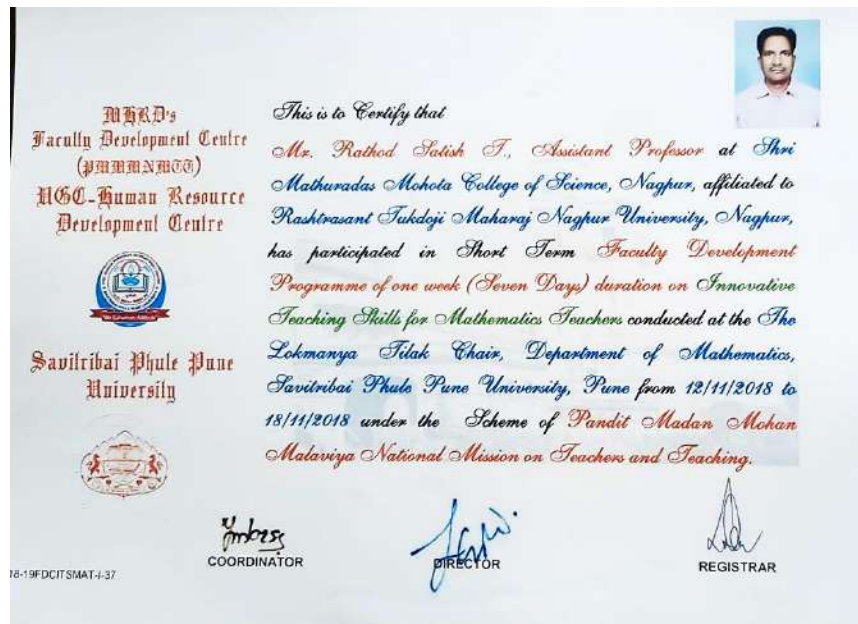 MHRD's
Faculty Development Centre
(PMMMNMTT)
UGC-Human Resource
Development Centre
Savitribai Phule Pune
University
This is to Certify that
Mr. Rathod Satish T., Assistant Professor at Shri
Mathuradas Mohota College of Science, Nagpur, affiliated to
Rashtrasant Tukdoji Maharaj Nagpur University, Nagpur,
has participated in Short Term Faculty Development
Programme of one week (Seven Days) duration on Innovative
Teaching Skills for Mathematics Teachers conducted at the The
Lokmanya Tilak Chair, Department of Mathematics,
Savitribai Phule Pune University, Pune from 12/11/2018 to
18/11/2018 under the Scheme of Pandit Madan Mohan
Malaviya National Mission on Teachers and Teaching.
COORDINATOR
DIRECTOR
REGISTRAR
18-19FDCITSMAT-I-37